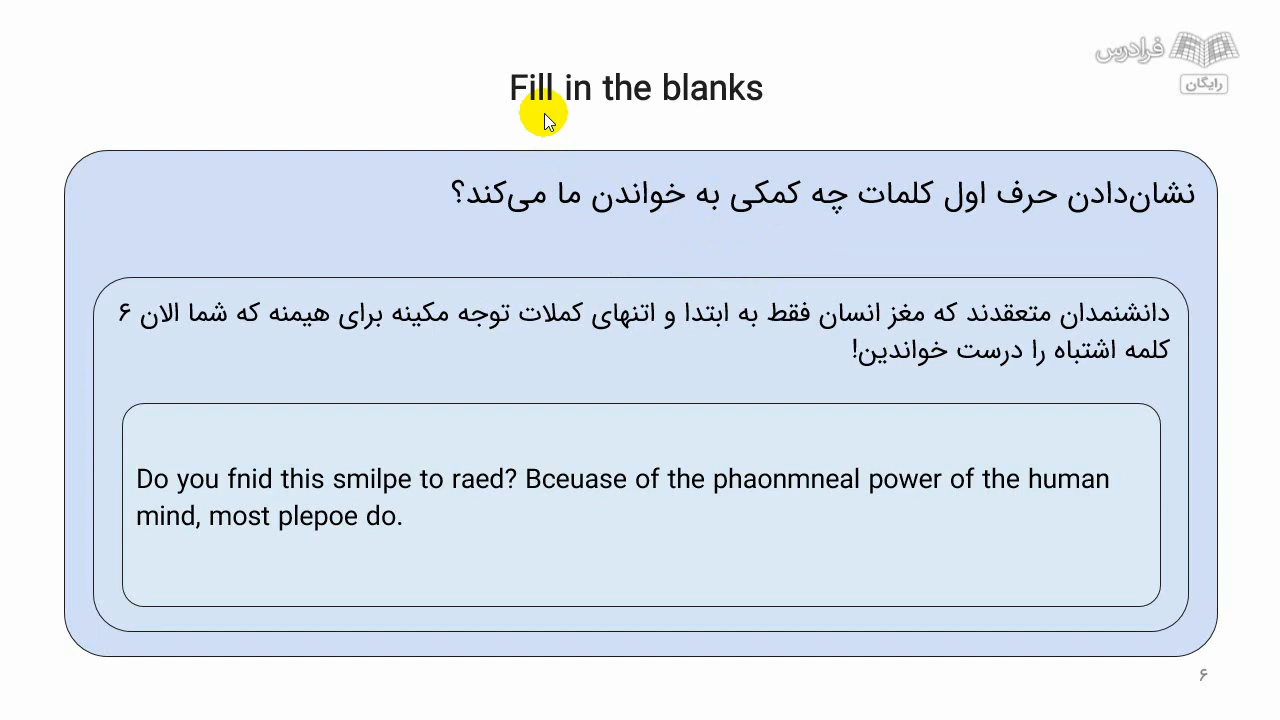 فرادرس
رایگان
Fill in the blanks
نشان‌دادن حرف اول کلمات چه کمکی به خواندن ما می‌کند؟
دانشنمدان متعقدند که مغز انسان فقط به ابتدا و اتنهای کملات توجه مکینه برای هیمنه که شما الان ۶
کلمه اشتباه را درست خواندین!
Do you fnid this smilpe to raed? Bceuase of the phaonmneal power of the human
mind, most plepoe do.
۶